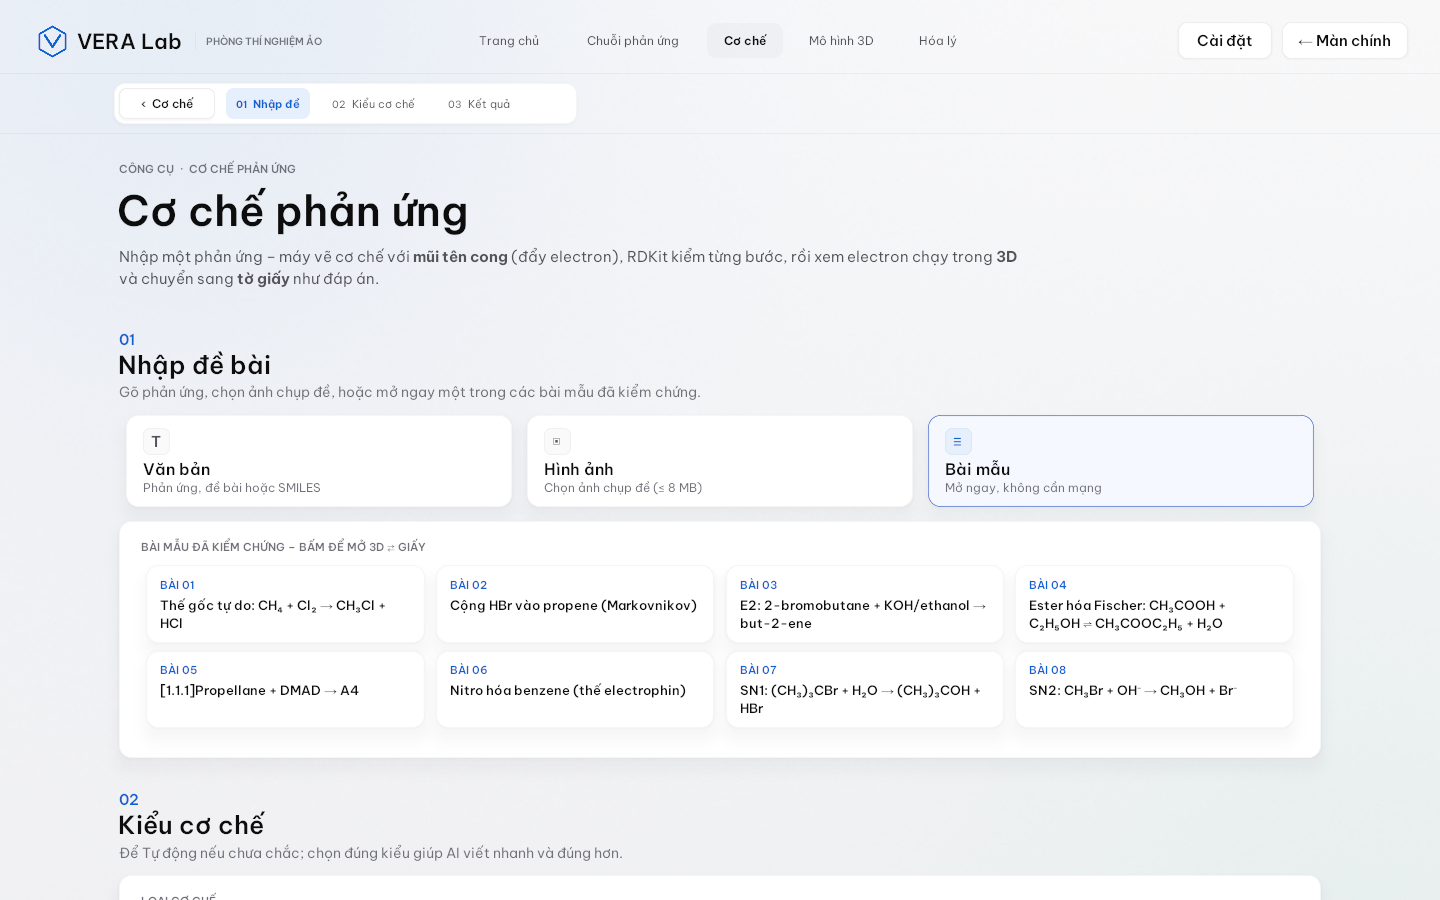 VERA Lab
PHÒNG THÍ NGHIỆM ẢO
Trang chủ
Chuỗi phản ứng
Cơ chế
Mô hình 3D
Hóa lý
Cài đặt
← Màn chính
‹ Cơ chế
01 Nhập đề
02 Kiểu cơ chế
03 Kết quả
CÔNG CỤ · CƠ CHẾ PHẢN ỨNG
Cơ chế phản ứng
Nhập một phản ứng – máy vẽ cơ chế với mũi tên cong (đẩy electron), RDKit kiểm từng bước, rồi xem electron chạy trong 3D
và chuyển sang tờ giấy như đáp án.
01
Nhập đề bài
Gõ phản ứng, chọn ảnh chụp đề, hoặc mở ngay một trong các bài mẫu đã kiểm chứng.
T
Văn bản
Phản ứng, đề bài hoặc SMILES
Hình ảnh
Chọn ảnh chụp đề (≤ 8 MB)
Bài mẫu
Mở ngay, không cần mạng
BÀI MẪU ĐÃ KIỂM CHỨNG – BẤM ĐỂ MỞ 3D ⇄ GIẤY
BÀI 01
Thế gốc tự do: CH₄ + Cl₂ → CH₃Cl +
HCl
BÀI 02
Cộng HBr vào propene (Markovnikov)
BÀI 03
E2: 2-bromobutane + KOH/ethanol →
but-2-ene
BÀI 04
Ester hóa Fischer: CH₃COOH +
C₂H₅OH ⇌ CH₃COOC₂H₅ + H₂O
BÀI 05
[1.1.1]Propellane + DMAD → A4
BÀI 06
Nitro hóa benzene (thế electrophin)
BÀI 07
SN1: (CH₃)₃CBr + H₂O → (CH₃)₃COH +
HBr
BÀI 08
SN2: CH₃Br + OH⁻ → CH₃OH + Br⁻
02
Kiểu cơ chế
Để Tự động nếu chưa chắc; chọn đúng kiểu giúp AI viết nhanh và đúng hơn.
LOẠI CƠ CHẾ